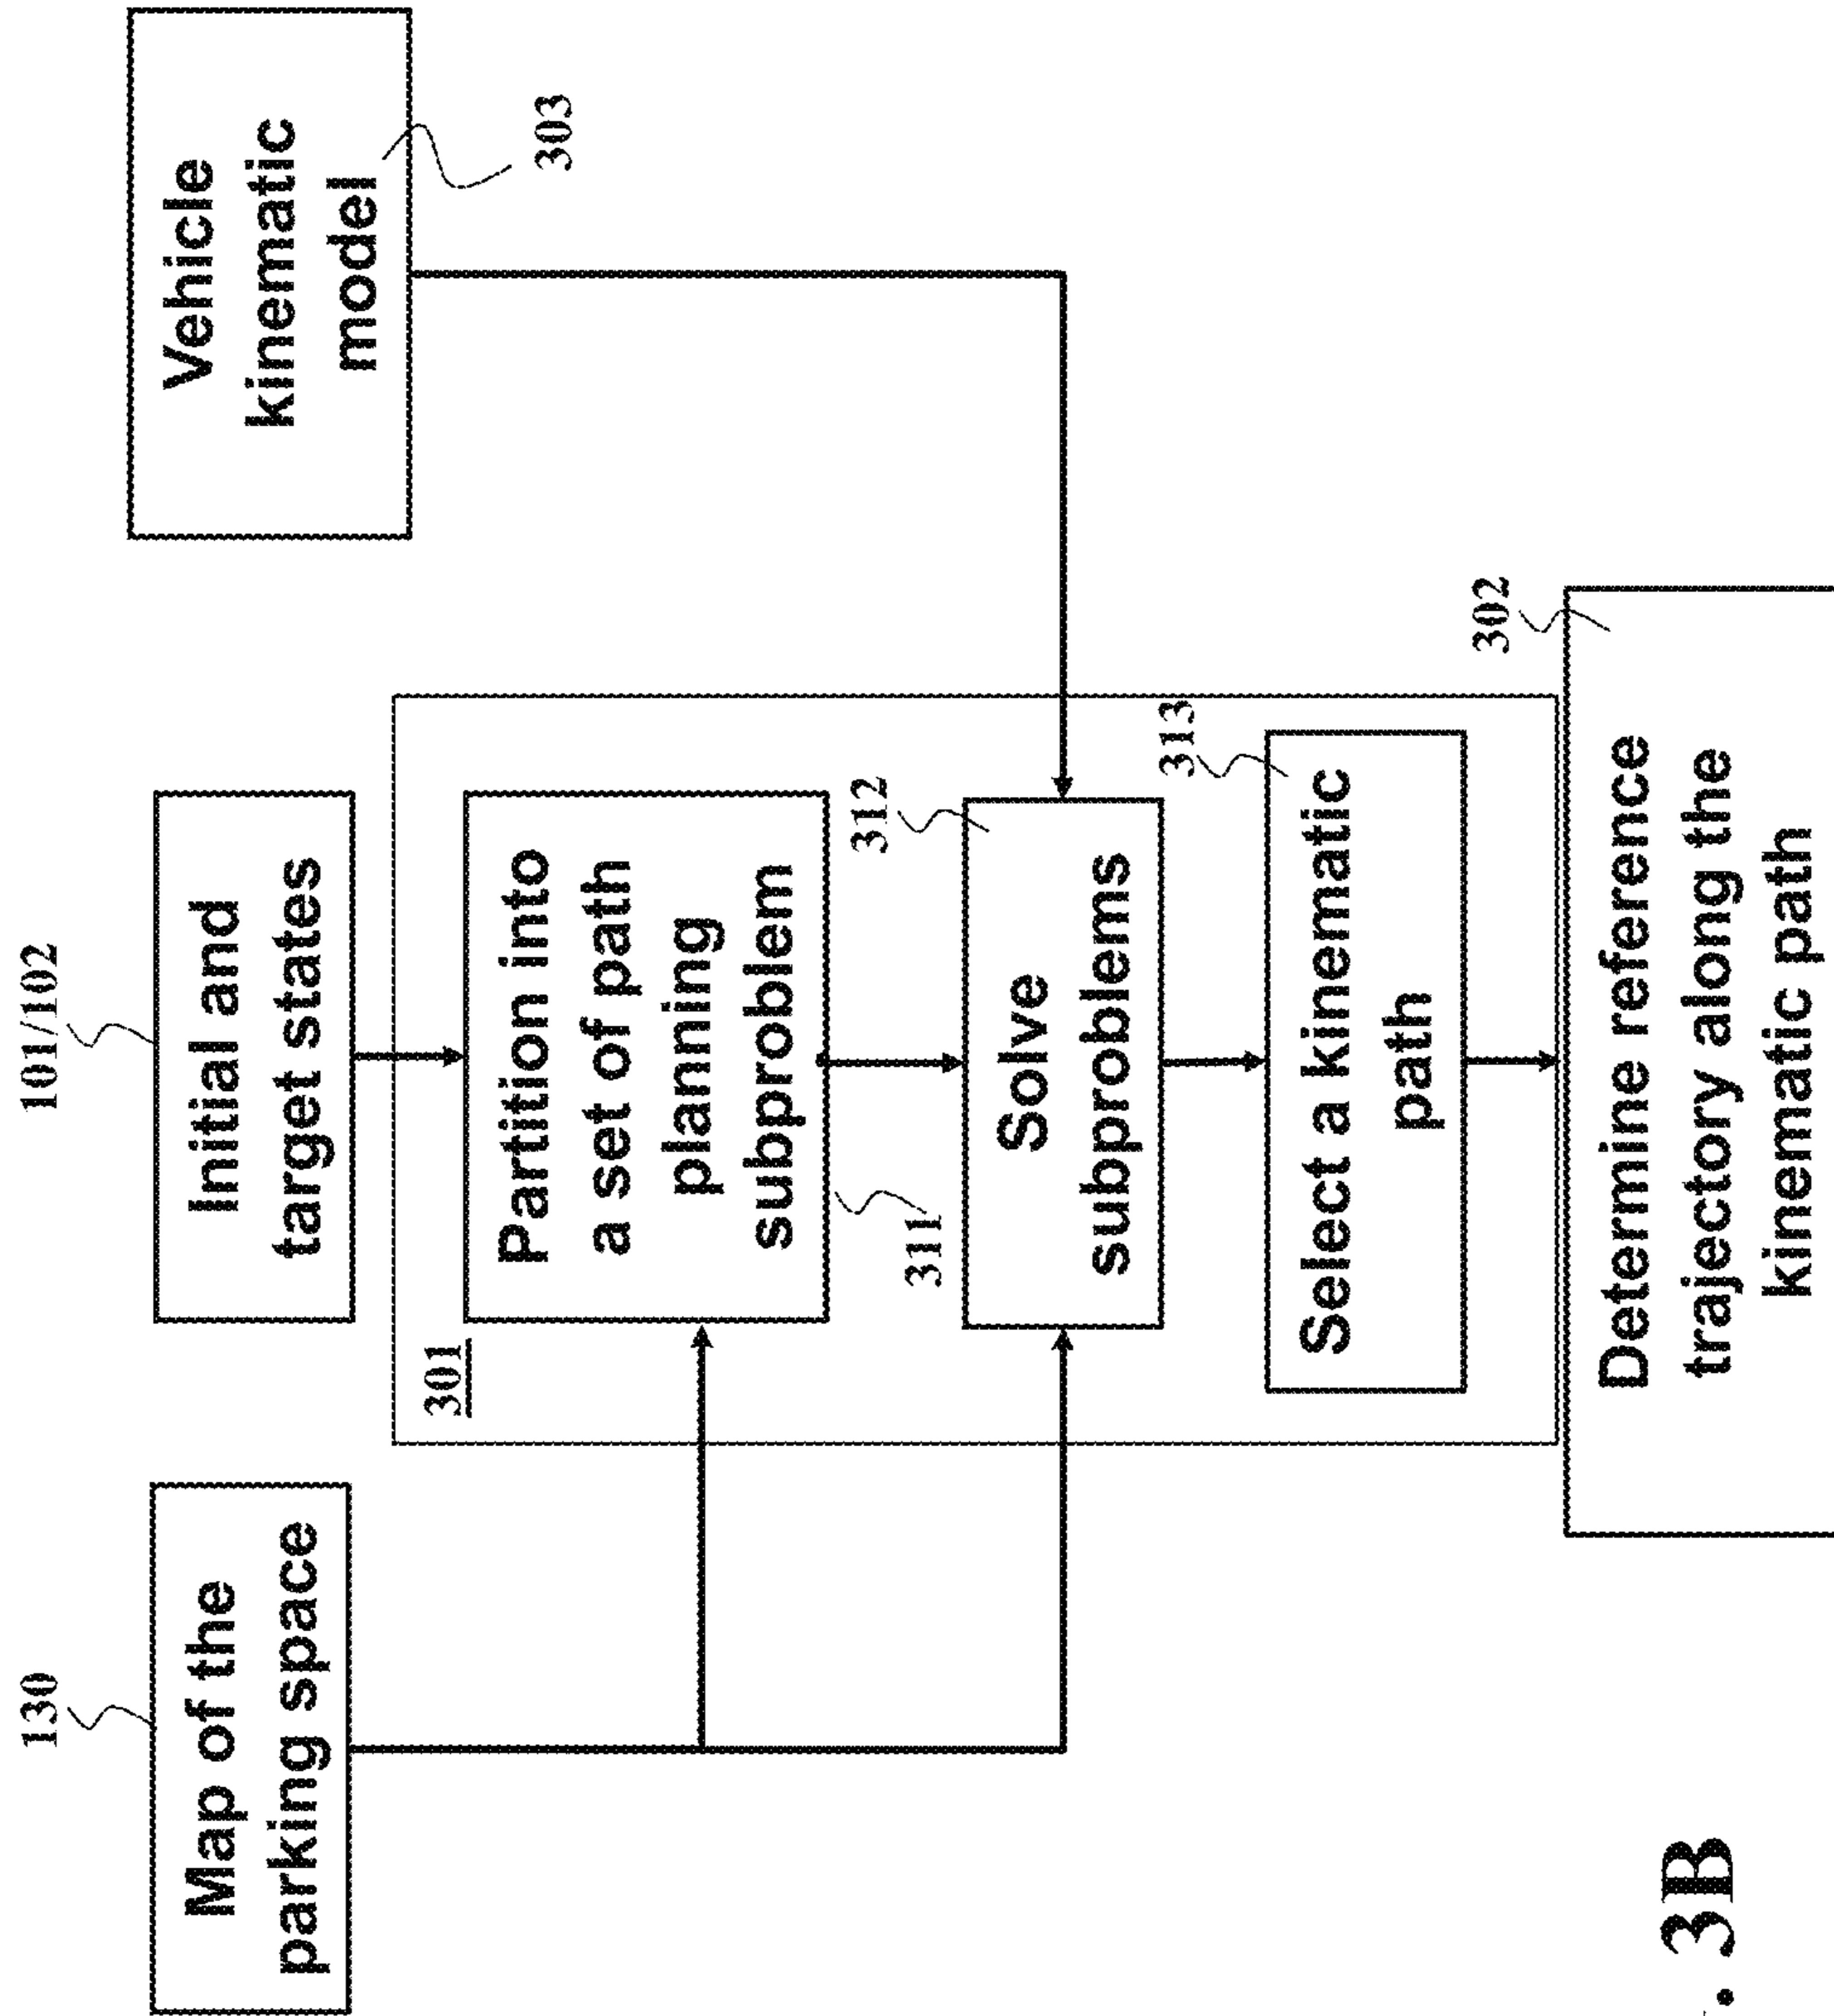 130
Map of the
parking space
101/102
Initial and
target states
Vehicle
kinematic
model
303
301
Partition into
a set of path
planning
subproblem
311
312
Solve
subproblems
313
Select a kinematic
path
302
Determine reference
trajectory along the
kinematic path
. 3B